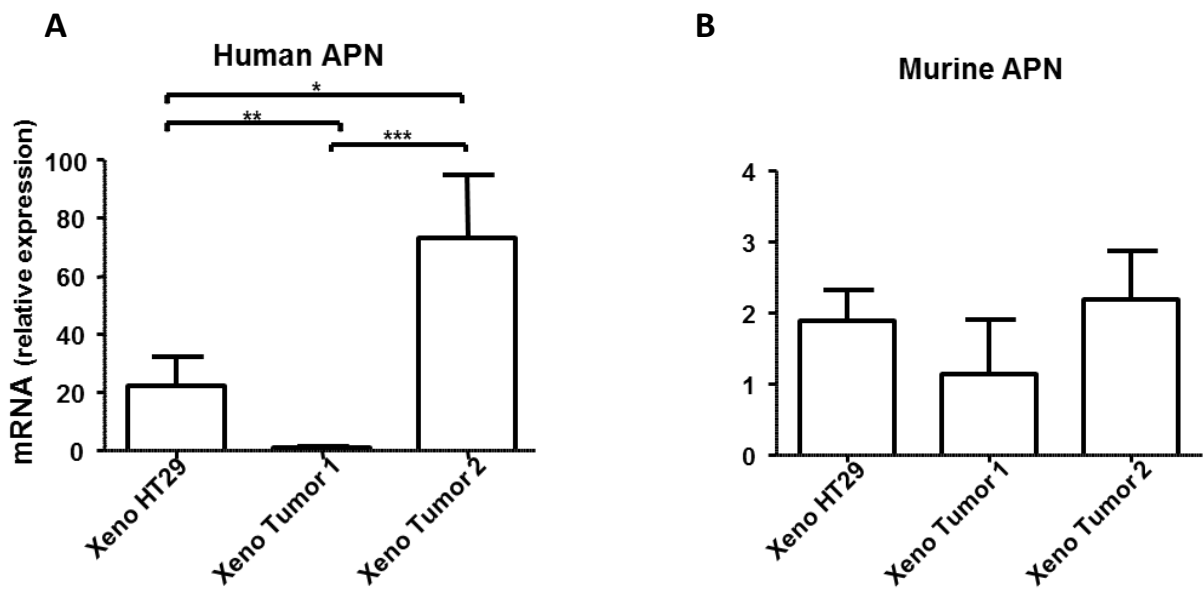 A
Human APN
*
**
***
mRNA (relative expression)
100
80
60
40
20
0
Xeno HT29
Xeno Tumor 1
Xeno Tumor 2
B
Murine APN
4
3
2
1
0
Xeno HT29
Xeno Tumor 1
Xeno Tumor 2